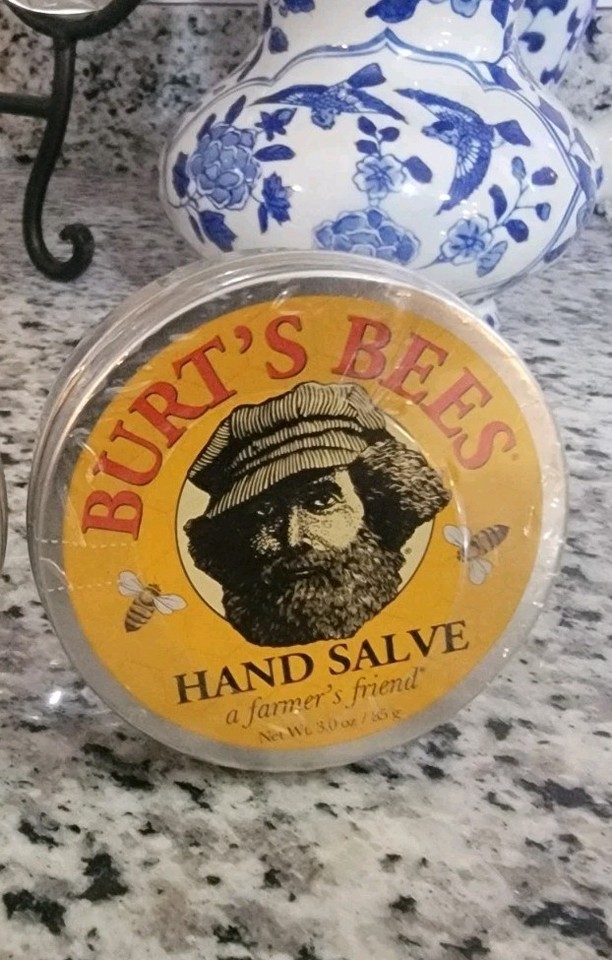 BURT'S BEES®
HAND SALVE
a farmer's friend®
Net Wt. 3.0 oz / 85 g